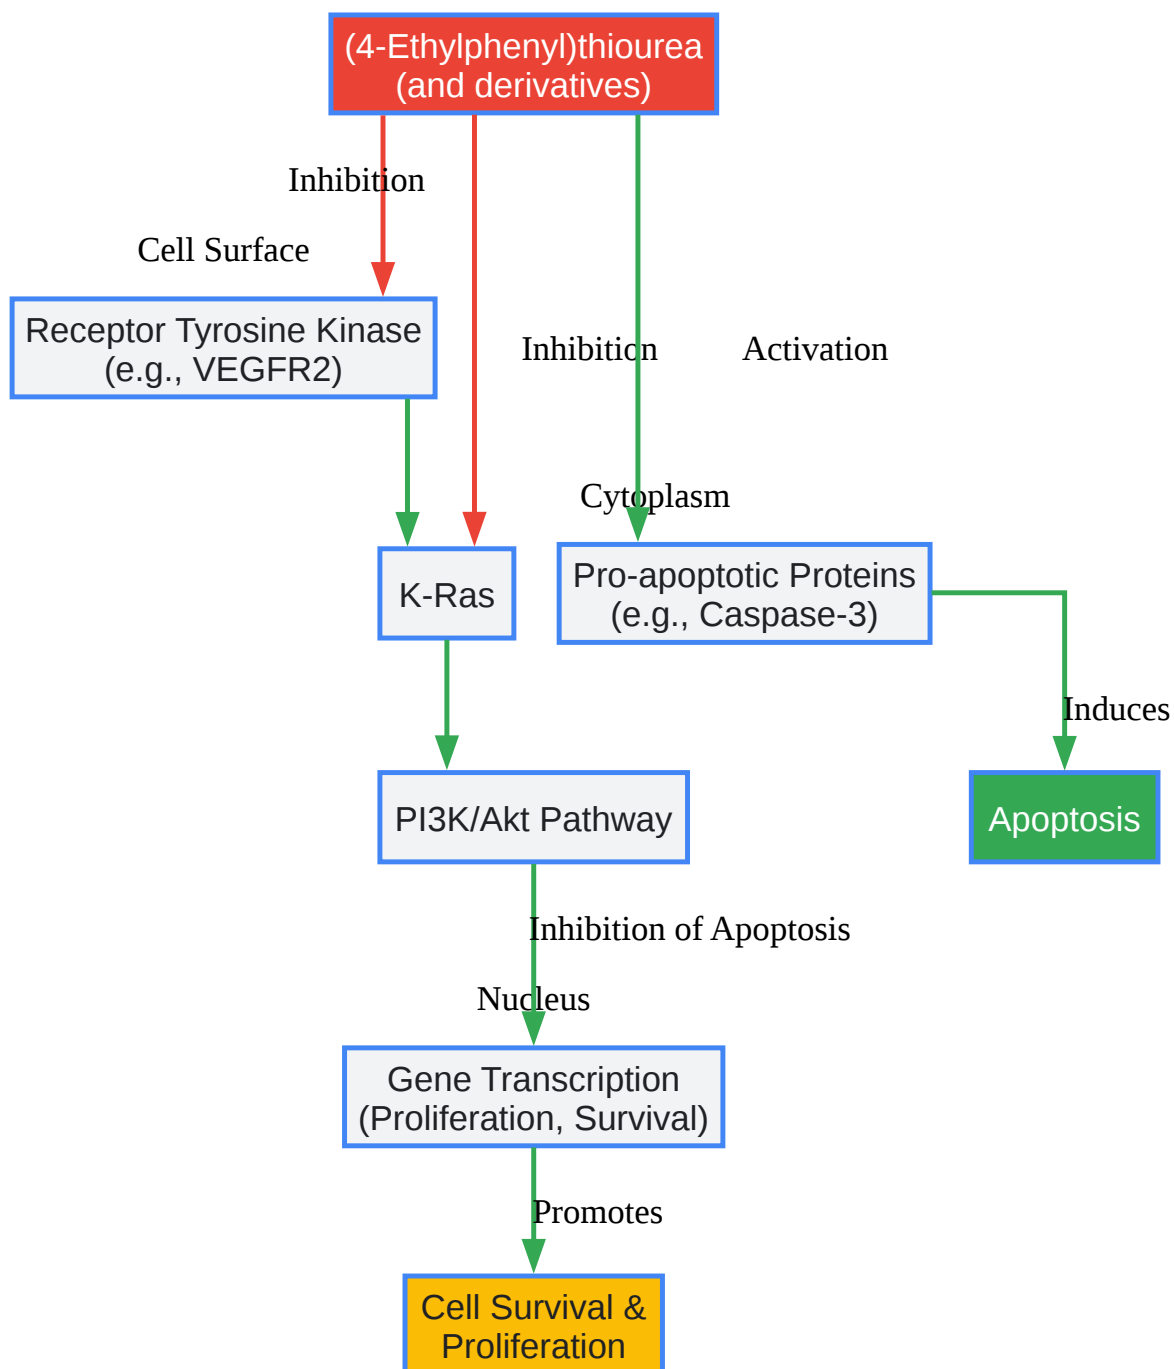 (4-Ethylphenyl)thiourea
(and derivatives)
Inhibition
Cell Surface
Receptor Tyrosine Kinase
(e.g., VEGFR2)
Inhibition
Activation
Cytoplasm
K-Ras
Pro-apoptotic Proteins
(e.g., Caspase-3)
Induces
PI3K/Akt Pathway
Apoptosis
Inhibition of Apoptosis
Nucleus
Gene Transcription
(Proliferation, Survival)
Promotes
Cell Survival &
Proliferation